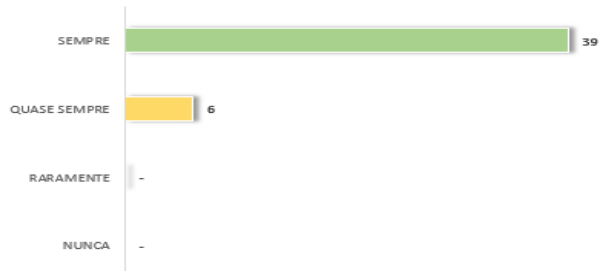 SEMPRE 39
QUASE SEMPRE 6
RARAMENTE -
NUNCA -